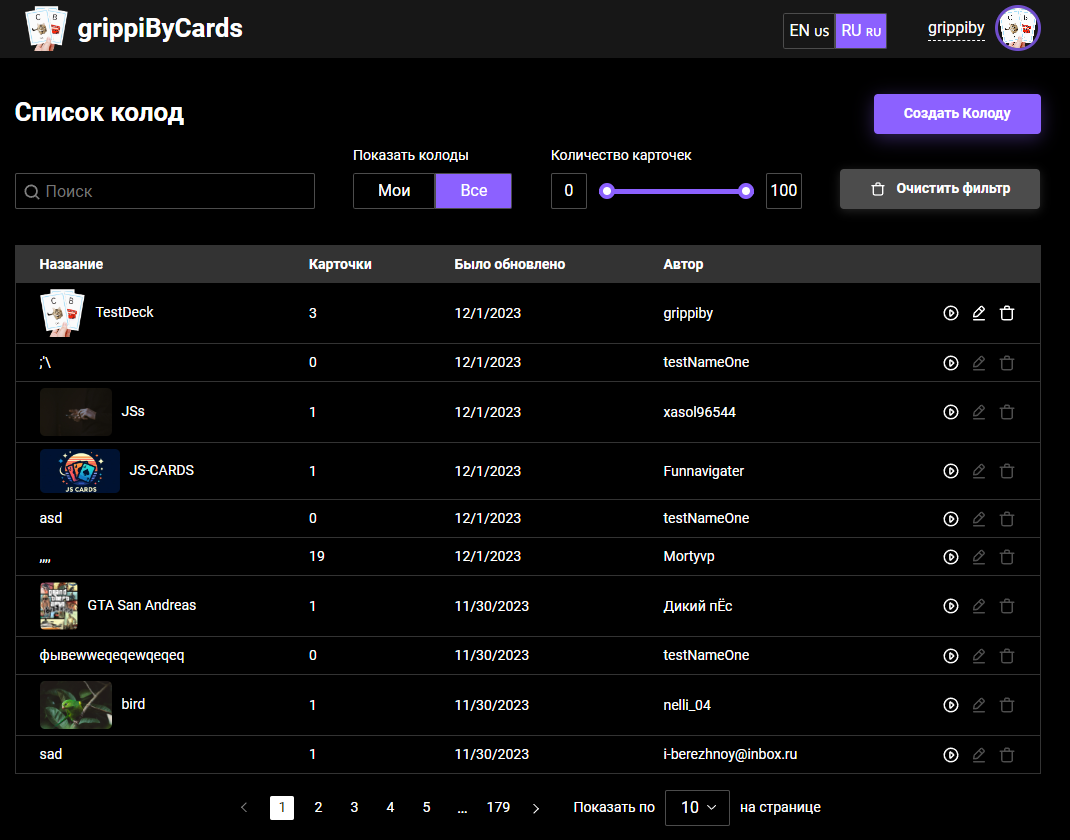 grippiByCards
EN US RU RU grippiby
Список колод
Создать Колоду
Показать колоды Количество карточек
Поиск Мои Все 0 100 Очистить фильтр
Название Карточки Было обновлено Автор
TestDeck 3 12/1/2023 grippiby
;'\ 0 12/1/2023 testNameOne
JSs 1 12/1/2023 xasol96544
JS CARDS JS-CARDS 1 12/1/2023 Funnavigater
asd 0 12/1/2023 testNameOne
,,,, 19 12/1/2023 Mortyvp
GTA San Andreas 1 11/30/2023 Дикий пЁс
фывеwweqeqewqeqeq 0 11/30/2023 testNameOne
bird 1 11/30/2023 nelli_04
sad 1 11/30/2023 i-berezhnoy@inbox.ru
1 2 3 4 5 ... 179 Показать по 10 на странице